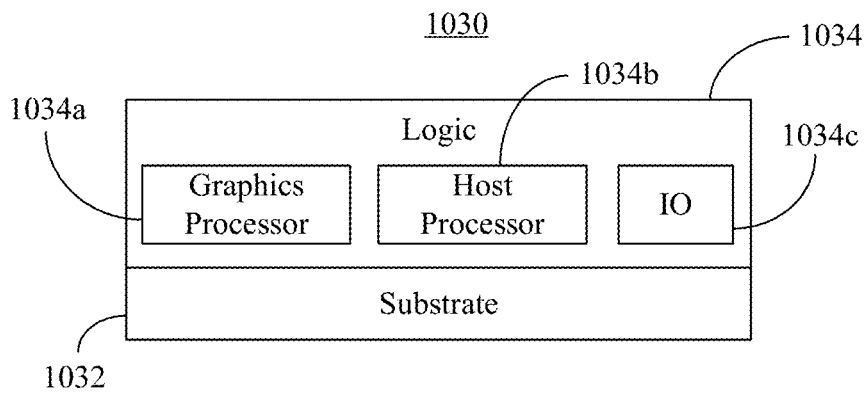 1030
1034
1034b
1034a
Logic
1034c
Graphics
Processor
Host
Processor
IO
Substrate
1032